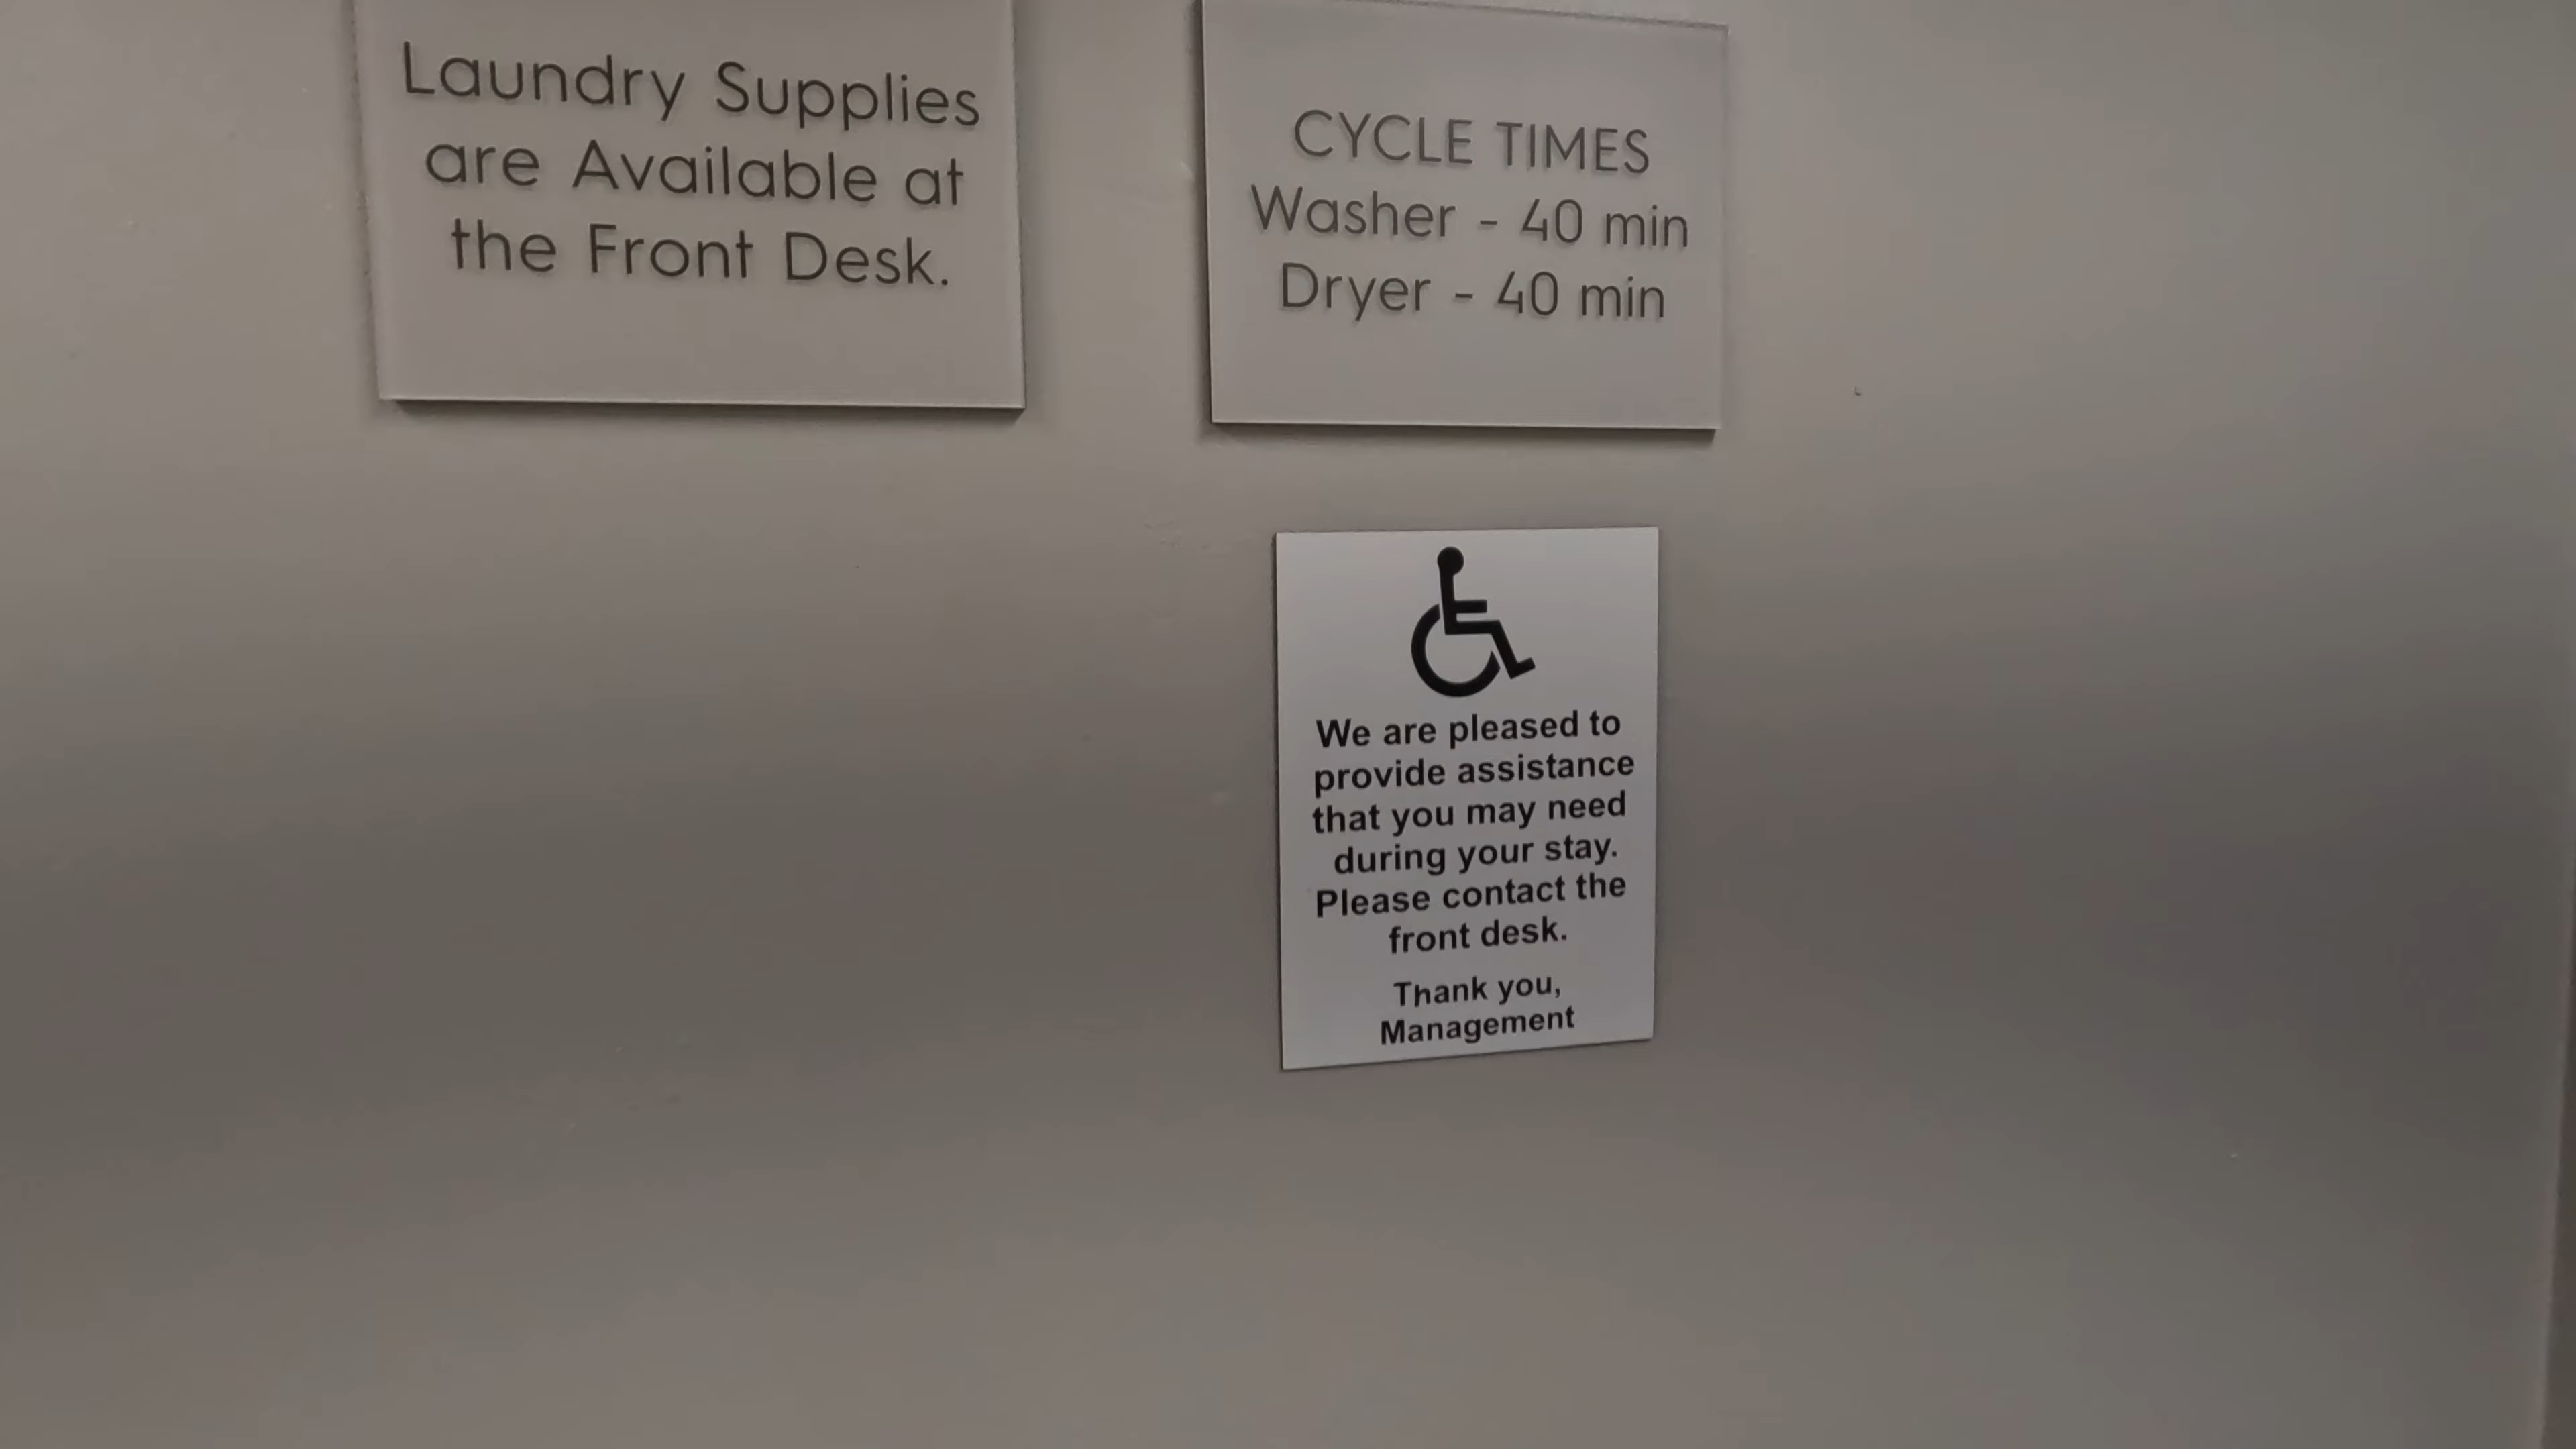 Laundry Supplies
are Available at
the Front Desk.
CYCLE TIMES
Washer - 40 min
Dryer - 40 min
We are pleased to
provide assistance
that you may need
during your stay.
Please contact the
front desk.
Thank you,
Management